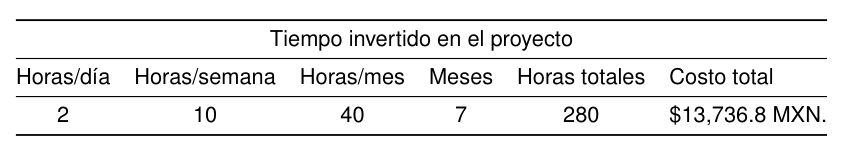 Tiempo invertido en el proyecto
Horas/día Horas/semana Horas/mes Meses Horas totales Costo total
2 10 40 7 280 $13,736.8 MXN.